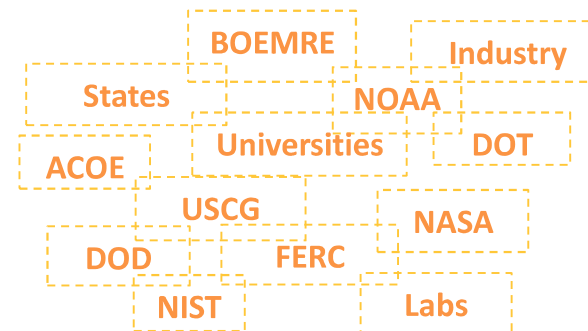 BOEMRE
Industry
States
NOAA
Universities
DOT
ACOE
USCG
NASA
DOD
FERC
NIST
Labs